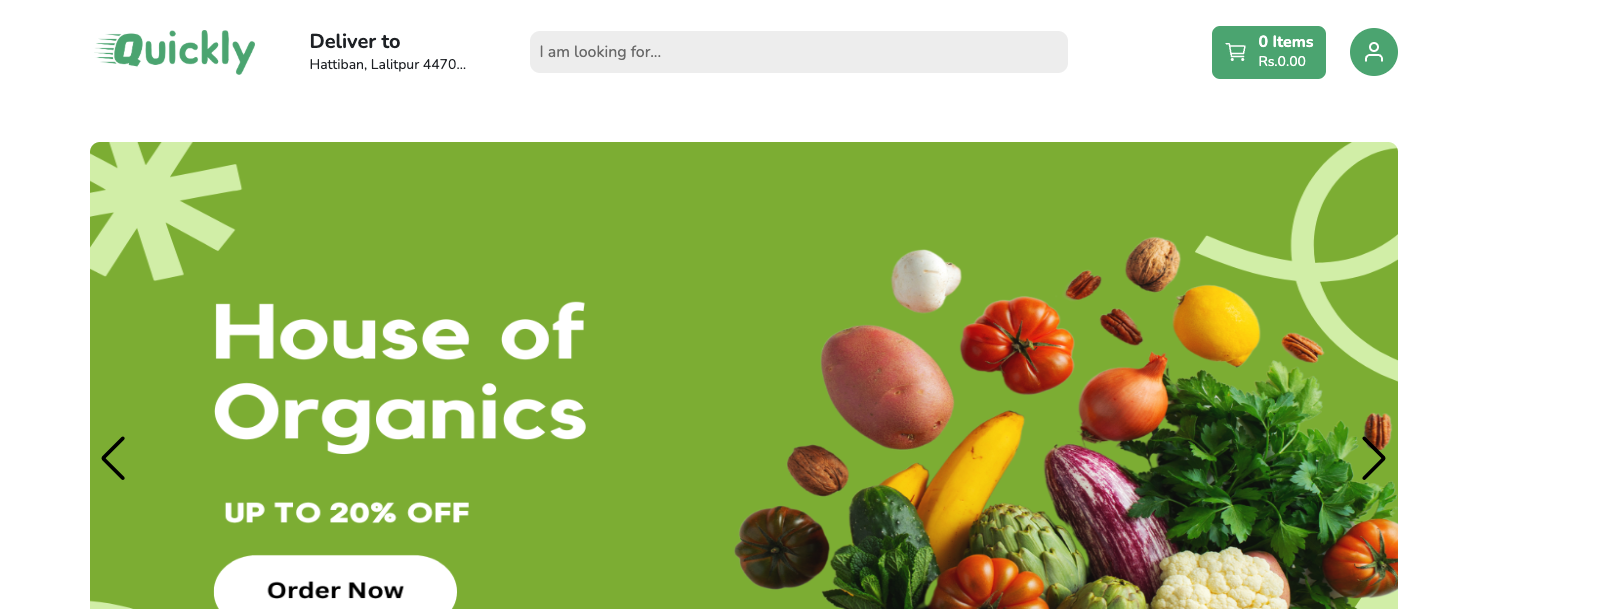 Quickly
Deliver to
Hattiban, Lalitpur 4470...
I am looking for...
0 Items
Rs.0.00
House of
Organics
UP TO 20% OFF
Order Now